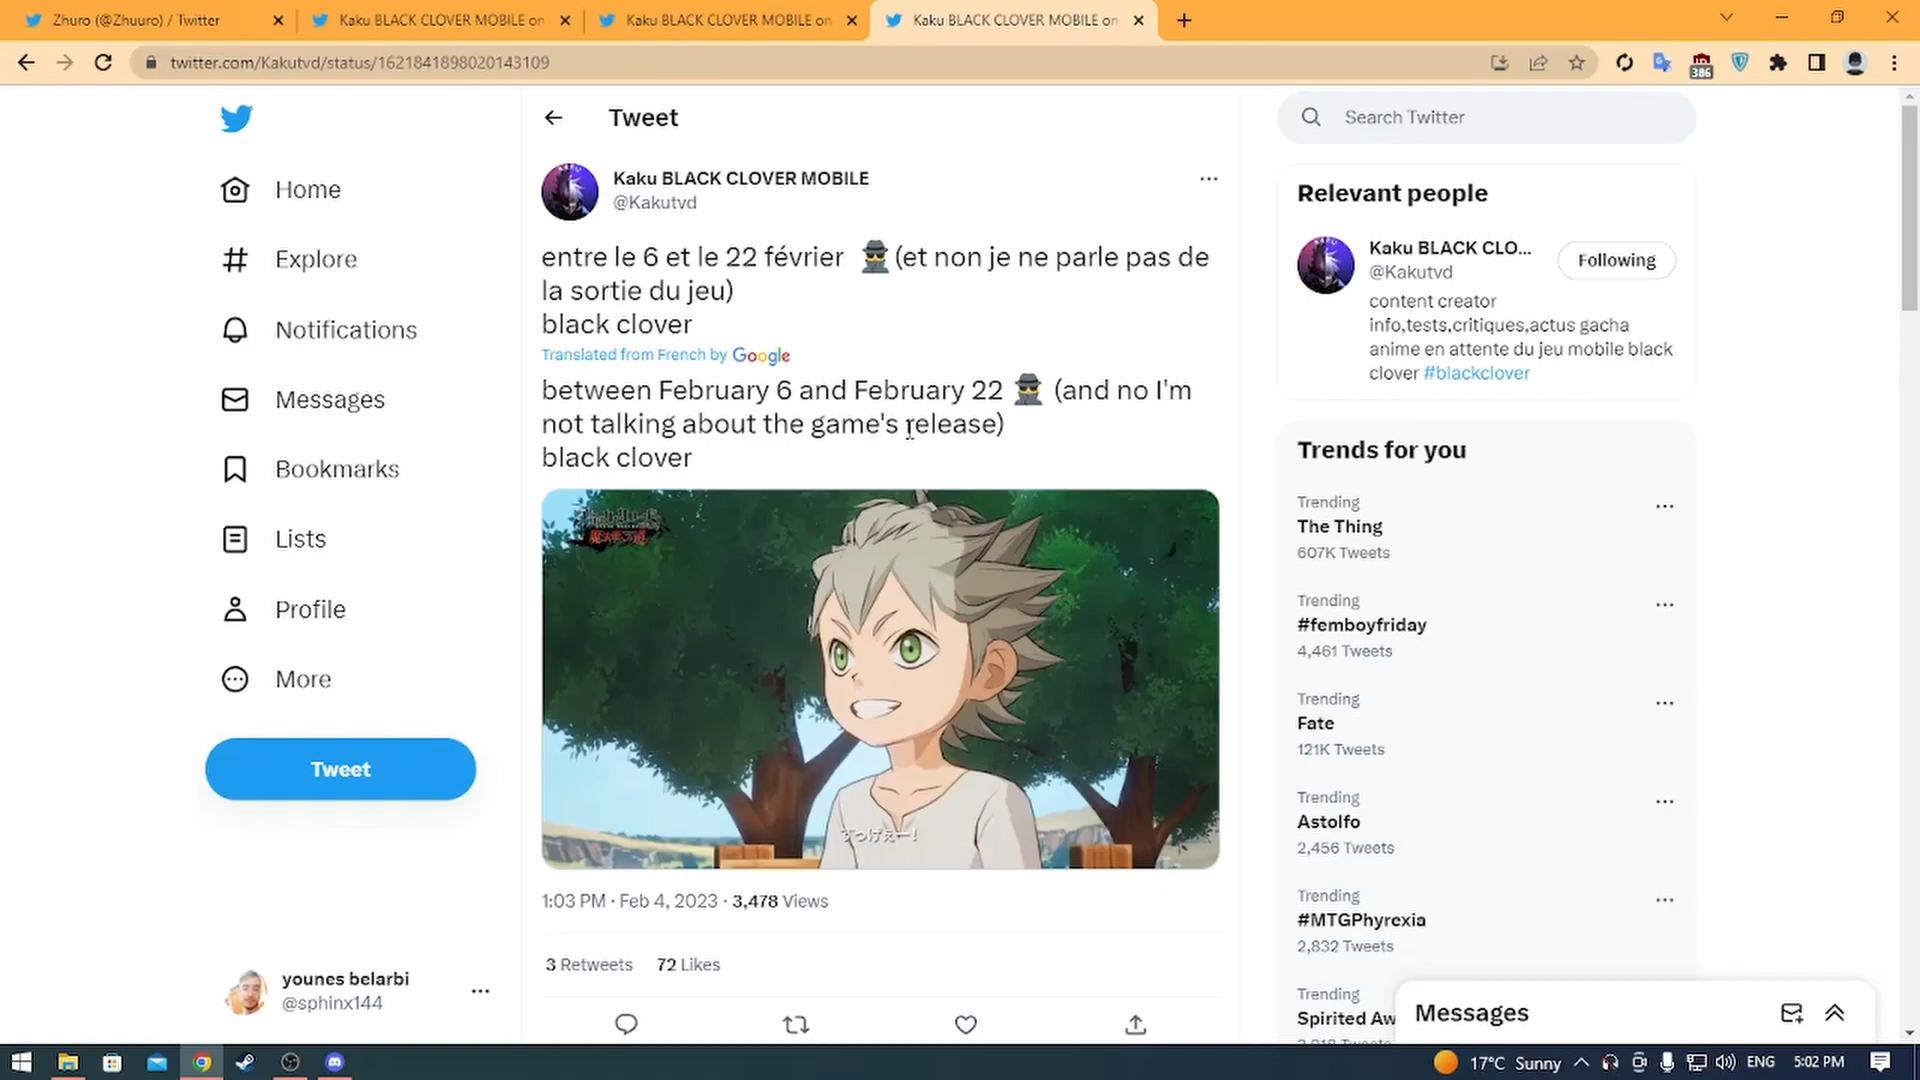 Zhuro (@Zhuuro) / Twitter
Kaku BLACK CLOVER MOBILE on
Kaku BLACK CLOVER MOBILE on
Kaku BLACK CLOVER MOBILE on
twitter.com/Kakutvd/status/1621841898020143109
386
Home
Explore
Notifications
Messages
Bookmarks
Lists
Profile
More
Tweet
younes belarbi
@sphinx144
Tweet
Kaku BLACK CLOVER MOBILE
@Kakutvd
entre le 6 et le 22 février (et non je ne parle pas de
la sortie du jeu)
black clover
Translated from French by Google
between February 6 and February 22 (and no I'm
not talking about the game's release)
black clover
すっげぇー!
1:03 PM · Feb 4, 2023 · 3,478 Views
3 Retweets 72 Likes
Search Twitter
Relevant people
Kaku BLACK CLO...
@Kakutvd
Following
content creator
info,tests,critiques,actus gacha
anime en attente du jeu mobile black
clover #blackclover
Trends for you
Trending
The Thing
607K Tweets
Trending
#femboyfriday
4,461 Tweets
Trending
Fate
121K Tweets
Trending
Astolfo
2,456 Tweets
Trending
#MTGPhyrexia
2,832 Tweets
Trending
Spirited Aw
Messages
17°C Sunny
ENG
5:02 PM